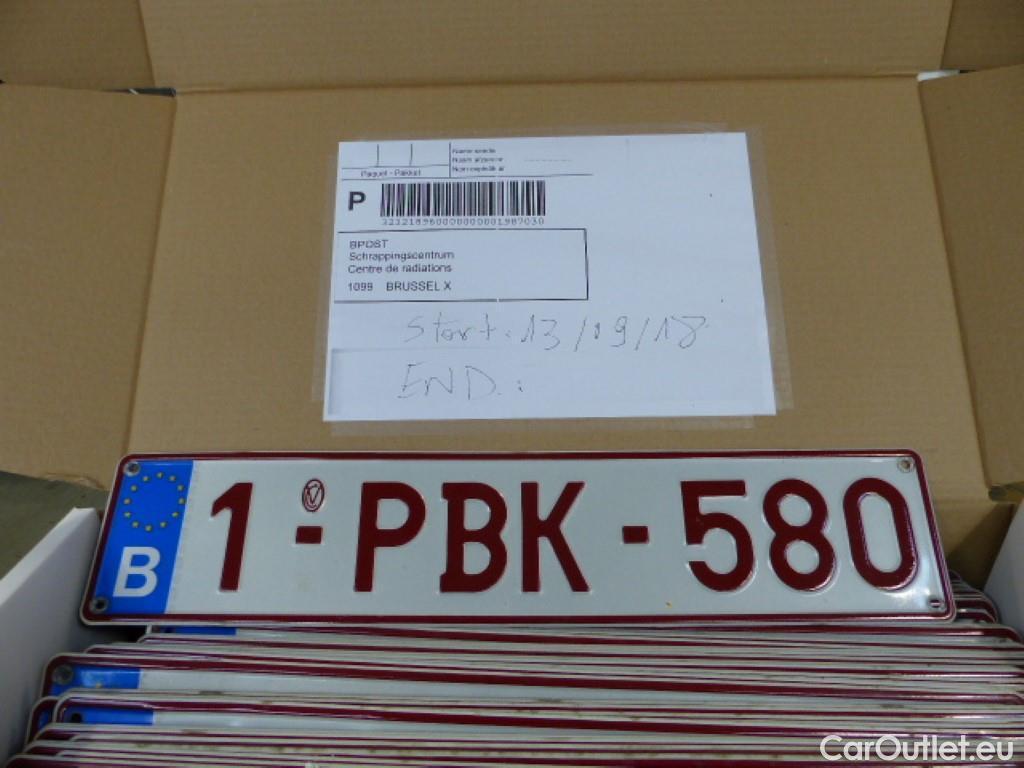 Paquet - Pakket
P
32321896000000000001987030
BPOST
Schrappingscentrum
Centre de radiations
1099 BRUSSEL X
Start: 13/09/18
END:
B 1-PBK-580
CarOutlet.eu